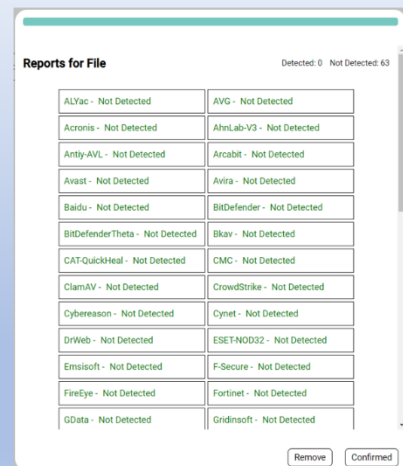 Reports for File
Detected: 0 Not Detected: 63
ALYac - Not Detected
AVG - Not Detected
Acronis - Not Detected
AhnLab-V3 - Not Detected
Antiy-AVL - Not Detected
Arcabit - Not Detected
Avast - Not Detected
Avira - Not Detected
Baidu - Not Detected
BitDefender - Not Detected
BitDefenderTheta - Not Detected
Bkav - Not Detected
CAT-QuickHeal - Not Detected
CMC - Not Detected
ClamAV - Not Detected
CrowdStrike - Not Detected
Cybereason - Not Detected
Cynet - Not Detected
DrWeb - Not Detected
ESET-NOD32 - Not Detected
Emsisoft - Not Detected
F-Secure - Not Detected
FireEye - Not Detected
Fortinet - Not Detected
GData - Not Detected
Gridinsoft - Not Detected
Remove
Confirmed